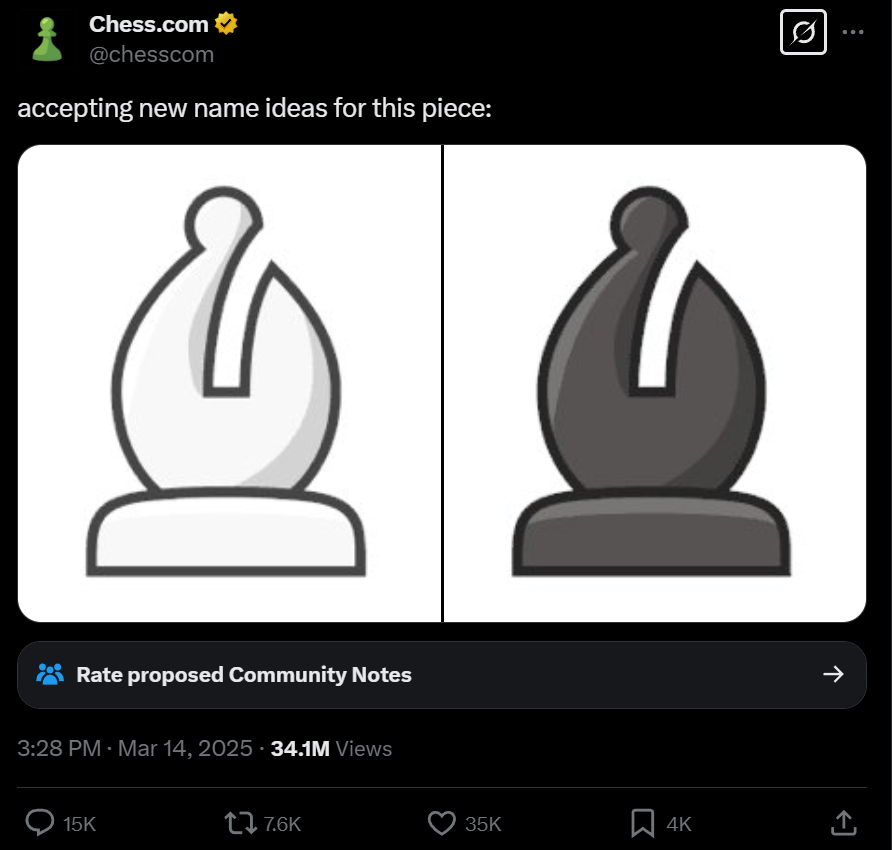 Chess.com
@chesscom
accepting new name ideas for this piece:
Rate proposed Community Notes
3:28 PM · Mar 14, 2025 · 34.1M Views
15K 7.6K 35K 4K